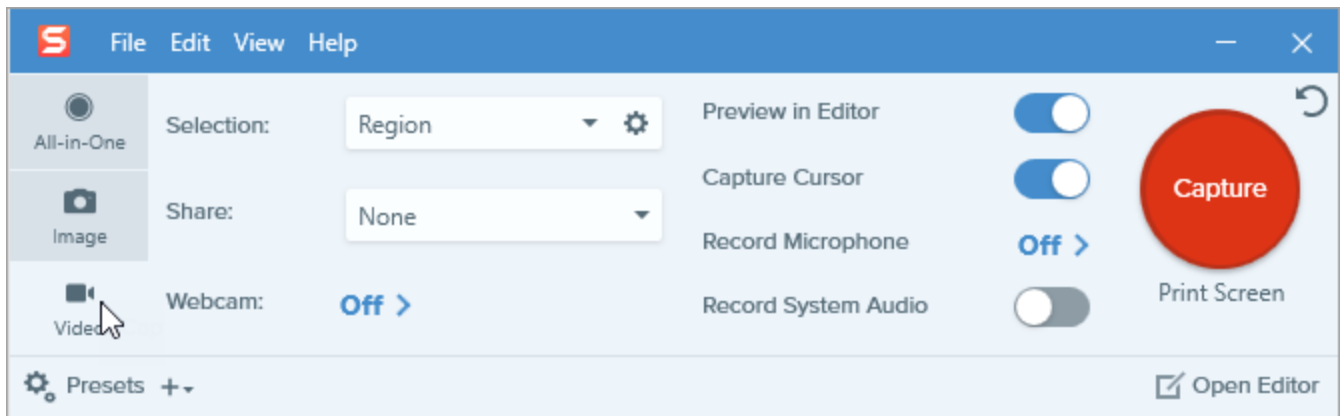 S File Edit View Help
All-in-One
Image
Video
Selection: Region
Share: None
Webcam: Off >
Preview in Editor
Capture Cursor
Record Microphone Off >
Record System Audio
Capture
Print Screen
Presets +
Open Editor